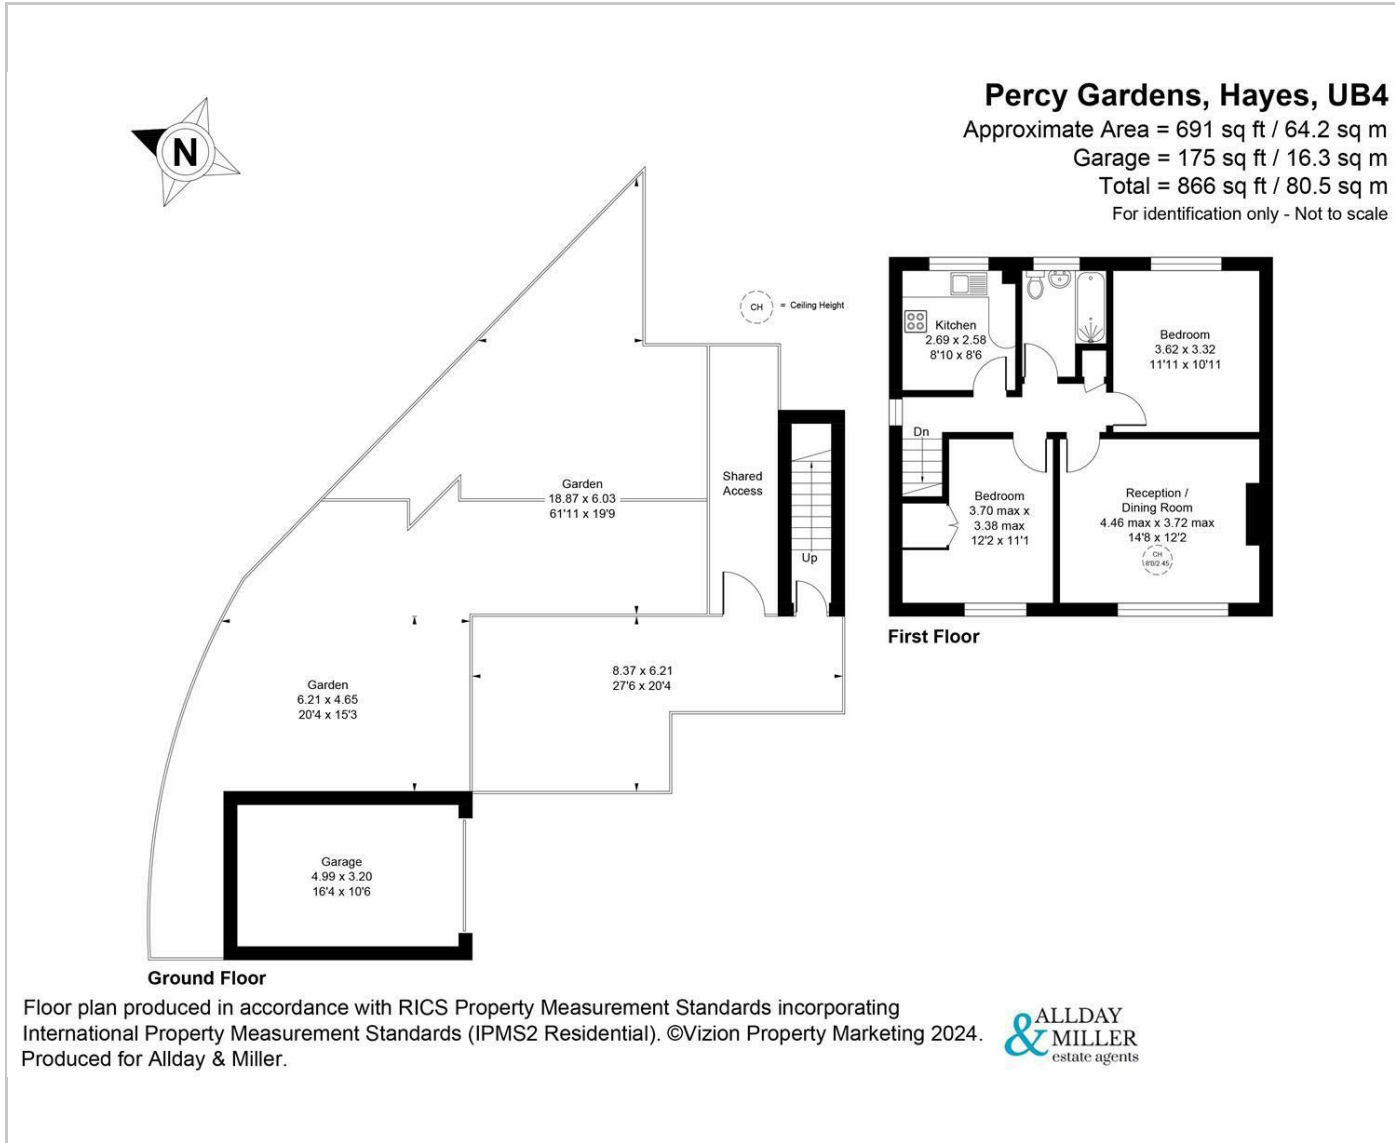 N
Percy Gardens, Hayes, UB4
Approximate Area = 691 sq ft / 64.2 sq m
Garage = 175 sq ft / 16.3 sq m
Total = 866 sq ft / 80.5 sq m
For identification only - Not to scale
CH = Ceiling Height
Kitchen
2.69 x 2.58
8'10 x 8'6
Bedroom
3.62 x 3.32
11'11 x 10'11
Dn
Bedroom
3.70 max x
3.38 max
12'2 x 11'1
Reception /
Dining Room
4.46 max x 3.72 max
14'8 x 12'2
CH
8'0/2.45
First Floor
Garden
18.87 x 6.03
61'11 x 19'9
Shared
Access
Up
8.37 x 6.21
27'6 x 20'4
Garden
6.21 x 4.65
20'4 x 15'3
Garage
4.99 x 3.20
16'4 x 10'6
Ground Floor
Floor plan produced in accordance with RICS Property Measurement Standards incorporating
International Property Measurement Standards (IPMS2 Residential). ©Vizion Property Marketing 2024.
Produced for Allday & Miller.
ALLDAY
& MILLER
estate agents